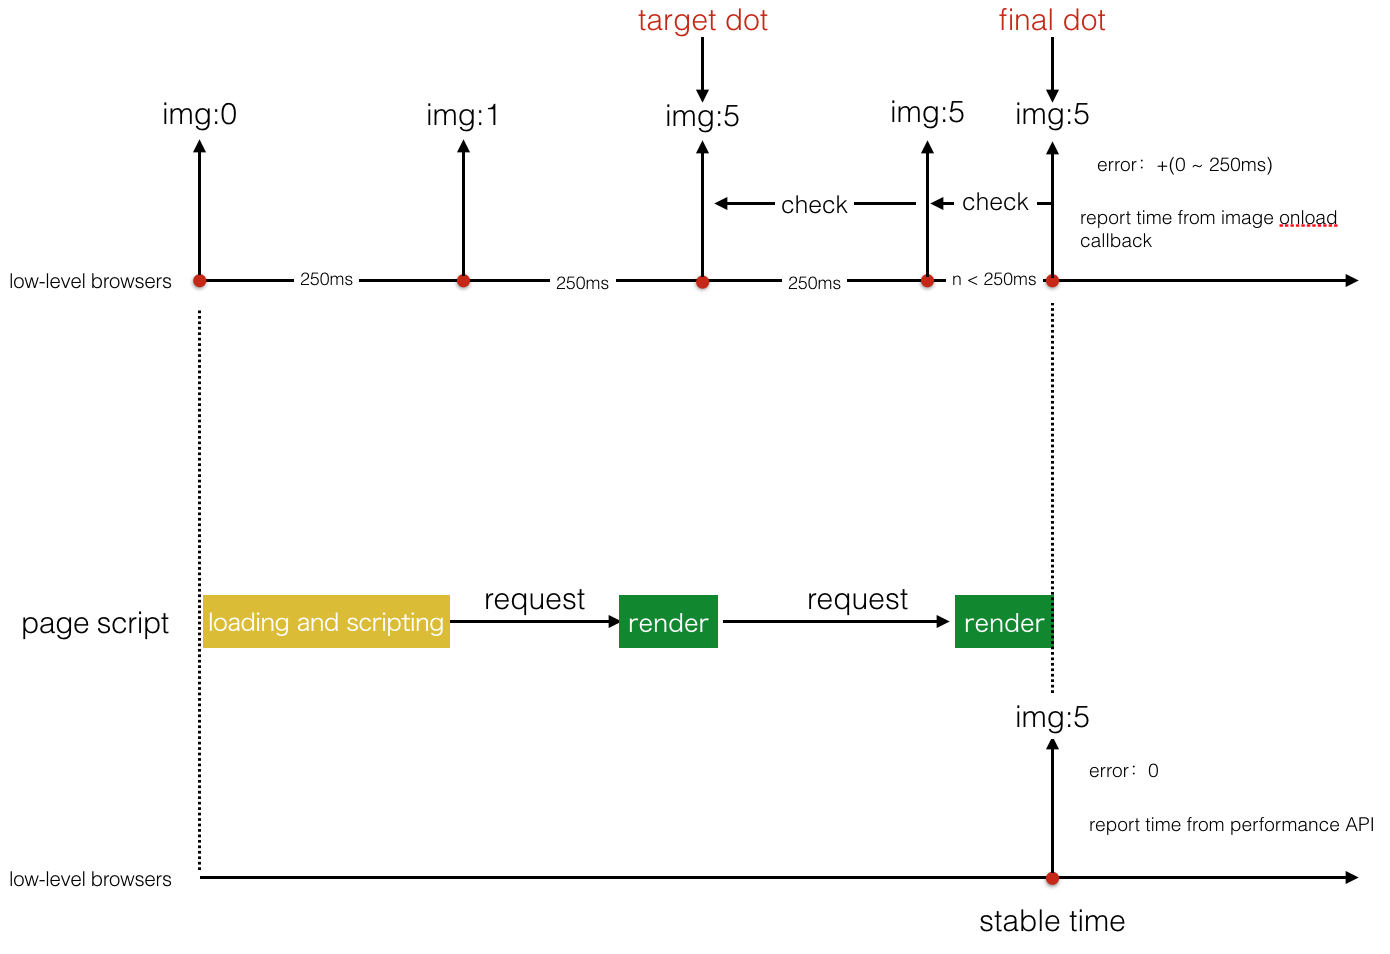 target dot
final dot
img:0
img:1
img:5
img:5
img:5
error：+(0 ~ 250ms)
check
check
report time from image onload
callback
low-level browsers
250ms
250ms
250ms
n < 250ms
page script
loading and scripting
request
render
request
render
img:5
error：0
report time from performance API
low-level browsers
stable time